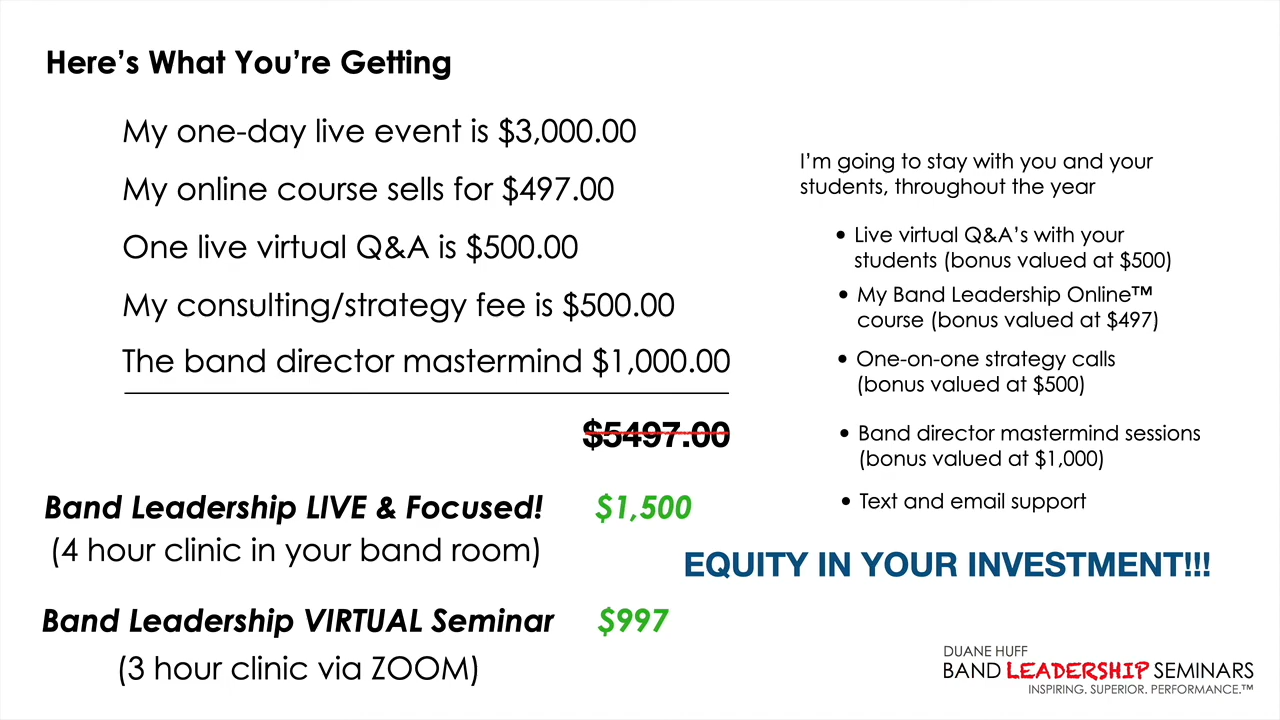 Here’s What You’re Getting
My one-day live event is $3,000.00
My online course sells for $497.00
One live virtual Q&A is $500.00
My consulting/strategy fee is $500.00
The band director mastermind $1,000.00
$5497.00
Band Leadership LIVE & Focused! $1,500
(4 hour clinic in your band room)
Band Leadership VIRTUAL Seminar $997
(3 hour clinic via ZOOM)
I’m going to stay with you and your
students, throughout the year
• Live virtual Q&A’s with your
students (bonus valued at $500)
• My Band Leadership Online™
course (bonus valued at $497)
• One-on-one strategy calls
(bonus valued at $500)
• Band director mastermind sessions
(bonus valued at $1,000)
• Text and email support
EQUITY IN YOUR INVESTMENT!!!
DUANE HUFF
BAND LEADERSHIP SEMINARS
INSPIRING. SUPERIOR. PERFORMANCE.™